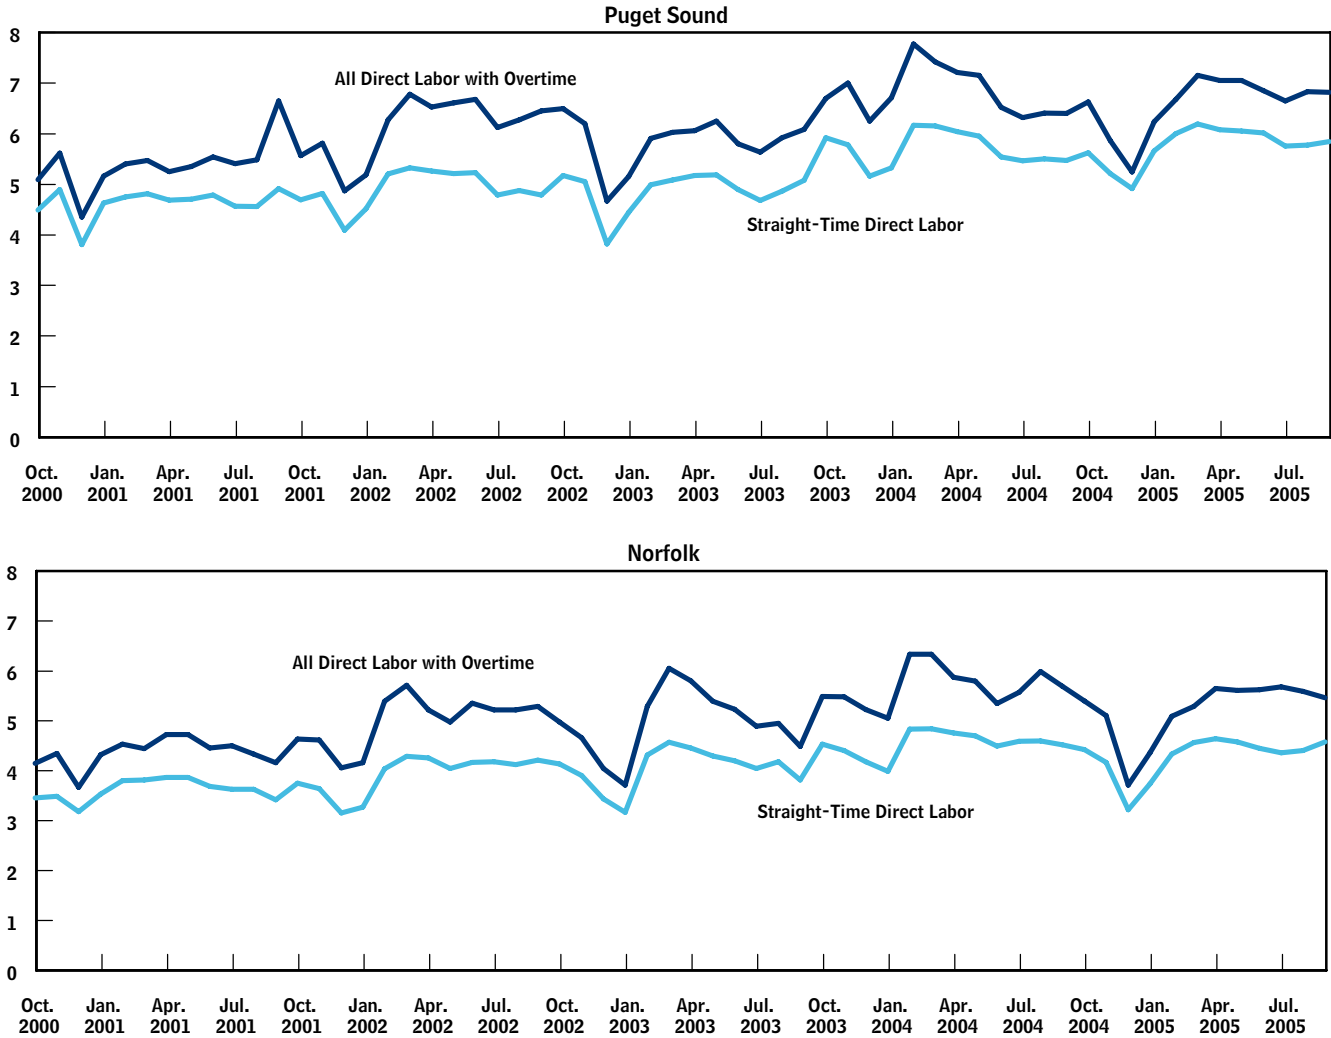 Puget Sound
8
7
6
5
4
3
2
1
0
All Direct Labor with Overtime
Straight-Time Direct Labor
Oct. Jan. Apr. Jul. Oct. Jan. Apr. Jul. Oct. Jan. Apr. Jul. Oct. Jan. Apr. Jul. Oct. Jan. Apr. Jul.
2000 2001 2001 2001 2001 2002 2002 2002 2002 2003 2003 2003 2003 2004 2004 2004 2004 2005 2005 2005
Norfolk
8
7
6
5
4
3
2
1
0
All Direct Labor with Overtime
Straight-Time Direct Labor
Oct. Jan. Apr. Jul. Oct. Jan. Apr. Jul. Oct. Jan. Apr. Jul. Oct. Jan. Apr. Jul. Oct. Jan. Apr. Jul.
2000 2001 2001 2001 2001 2002 2002 2002 2002 2003 2003 2003 2003 2004 2004 2004 2004 2005 2005 2005